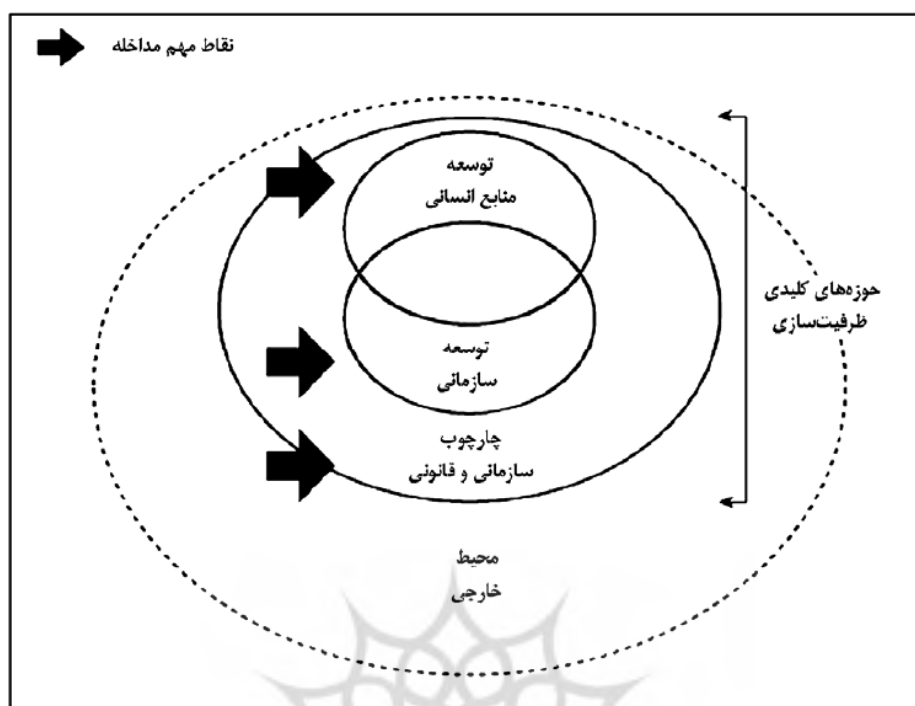 نقاط مهم مداخله
توسعه
منابع انسانی
حوزه‌های کلیدی
ظرفیت‌سازی
توسعه
سازمانی
چارچوب
سازمانی و قانونی
محیط
خارجی